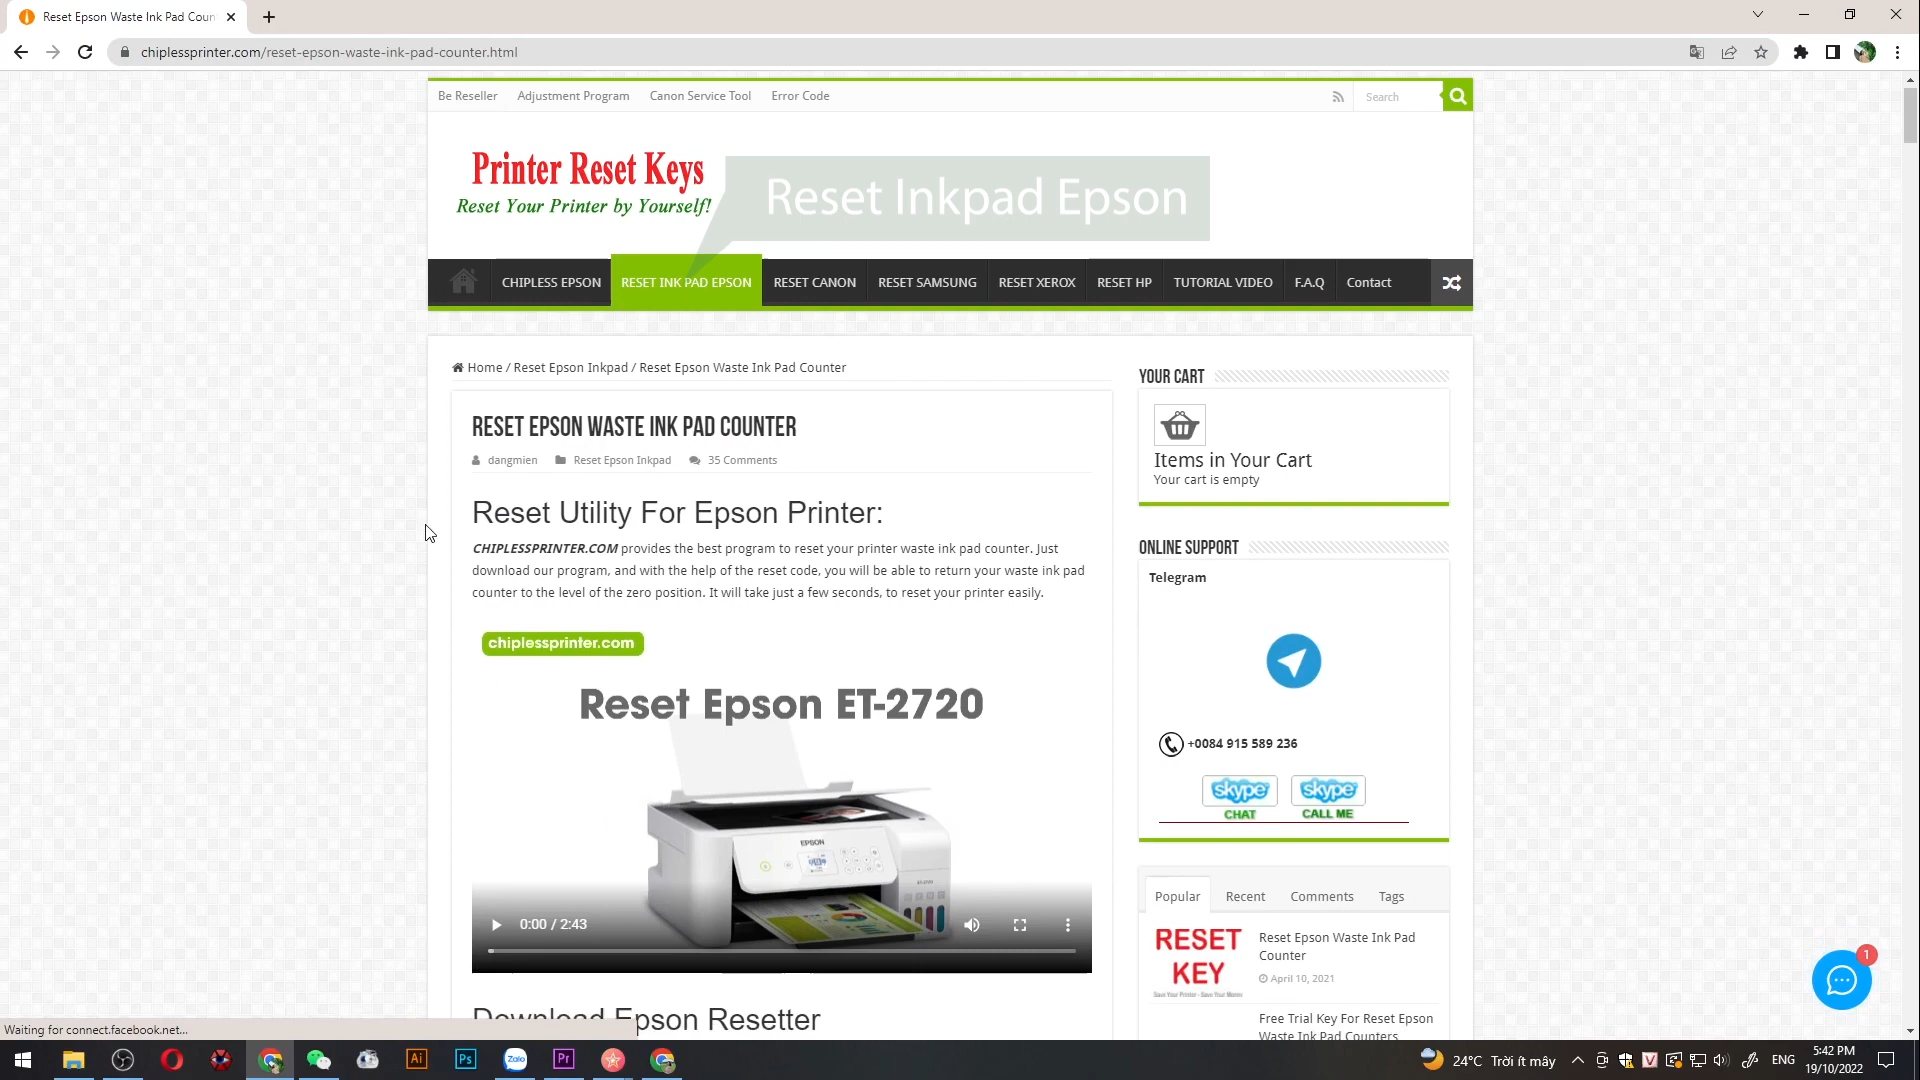 Reset Epson Waste Ink Pad Coun
chiplessprinter.com/reset-epson-waste-ink-pad-counter.html
Be Reseller Adjustment Program Canon Service Tool Error Code Search
Printer Reset Keys
Reset Your Printer by Yourself!
Reset Inkpad Epson
CHIPLESS EPSON RESET INK PAD EPSON RESET CANON RESET SAMSUNG RESET XEROX RESET HP TUTORIAL VIDEO F.A.Q Contact
Home / Reset Epson Inkpad / Reset Epson Waste Ink Pad Counter
RESET EPSON WASTE INK PAD COUNTER
dangmien Reset Epson Inkpad 35 Comments
Reset Utility For Epson Printer:
CHIPLESSPRINTER.COM provides the best program to reset your printer waste ink pad counter. Just
download our program, and with the help of the reset code, you will be able to return your waste ink pad
counter to the level of the zero position. It will take just a few seconds, to reset your printer easily.
chiplessprinter.com
Reset Epson ET-2720
EPSON
0:00 / 2:43
Download Epson Resetter
YOUR CART
Items in Your Cart
Your cart is empty
ONLINE SUPPORT
Telegram
+0084 915 589 236
skype skype
CHAT CALL ME
Popular Recent Comments Tags
RESET
KEY
Save Your Printer - Save Your Money
Reset Epson Waste Ink Pad
Counter
April 10, 2021
Free Trial Key For Reset Epson
Waste Ink Pad Counters
1
Waiting for connect.facebook.net...
Ai Ps Zalo Pr
24°C Trời ít mây
V
ENG
5:42 PM
19/10/2022